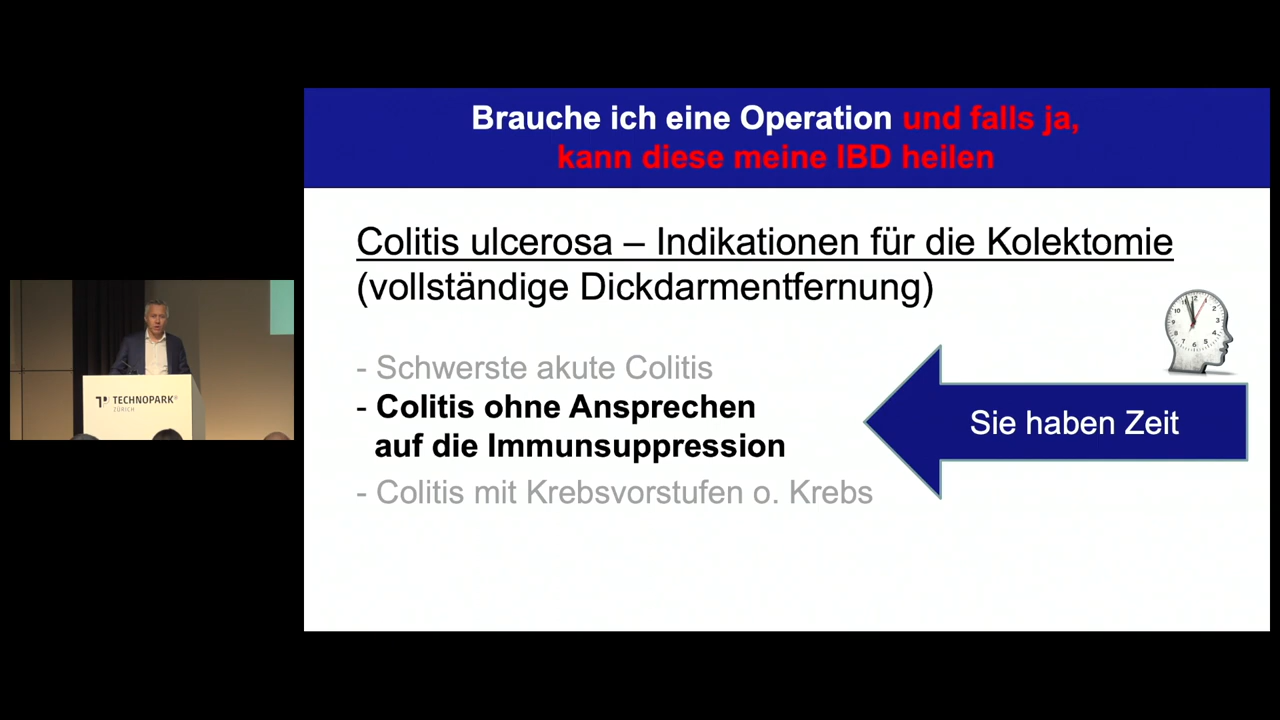 Brauche ich eine Operation und falls ja,
kann diese meine IBD heilen
Colitis ulcerosa – Indikationen für die Kolektomie
(vollständige Dickdarmentfernung)
- Schwerste akute Colitis
- Colitis ohne Ansprechen
auf die Immunsuppression
- Colitis mit Krebsvorstufen o. Krebs
Sie haben Zeit
TECHNOPARK®
ZÜRICH